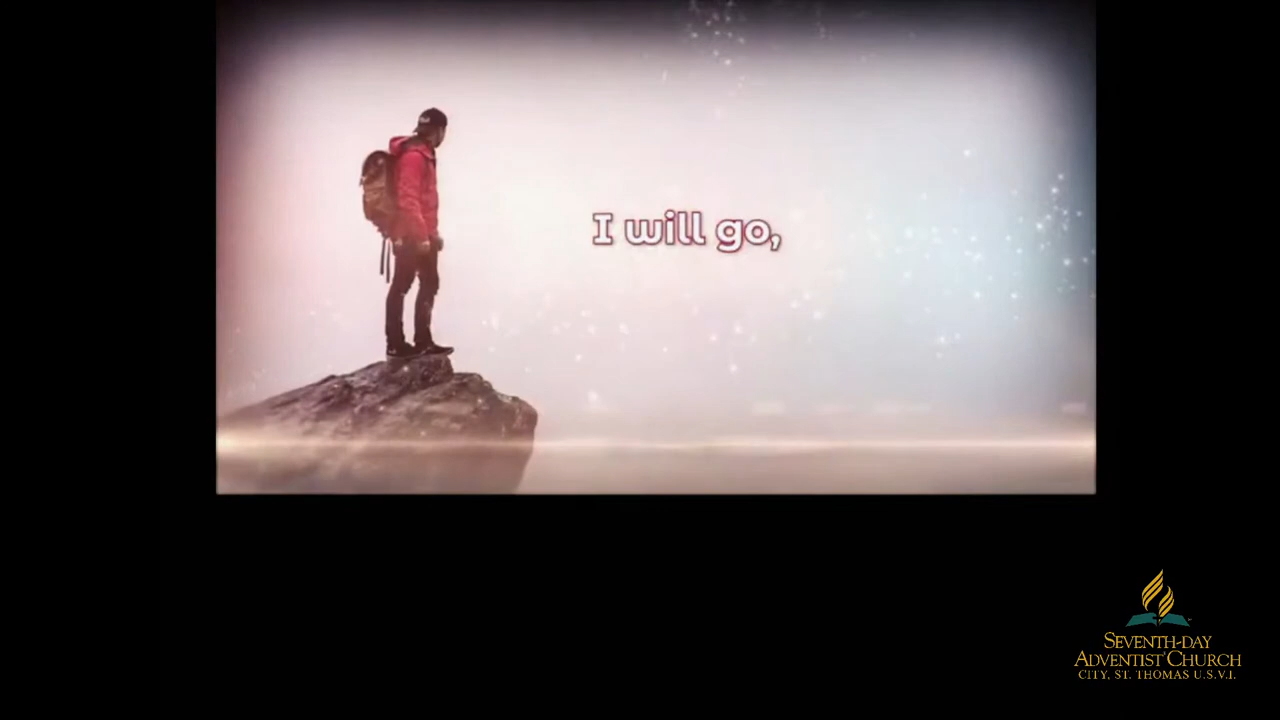 I will go,
SEVENTH-DAY
ADVENTIST CHURCH
CITY, ST. THOMAS U.S.V.I.